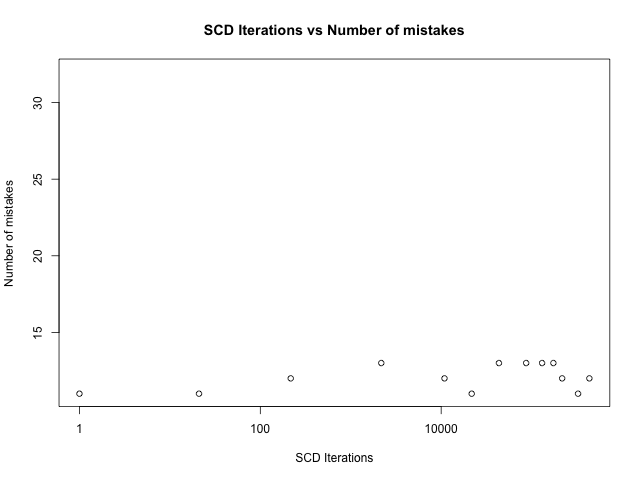 SCD Iterations vs Number of mistakes
Number of mistakes
30
25
20
15
1
100
10000
SCD Iterations